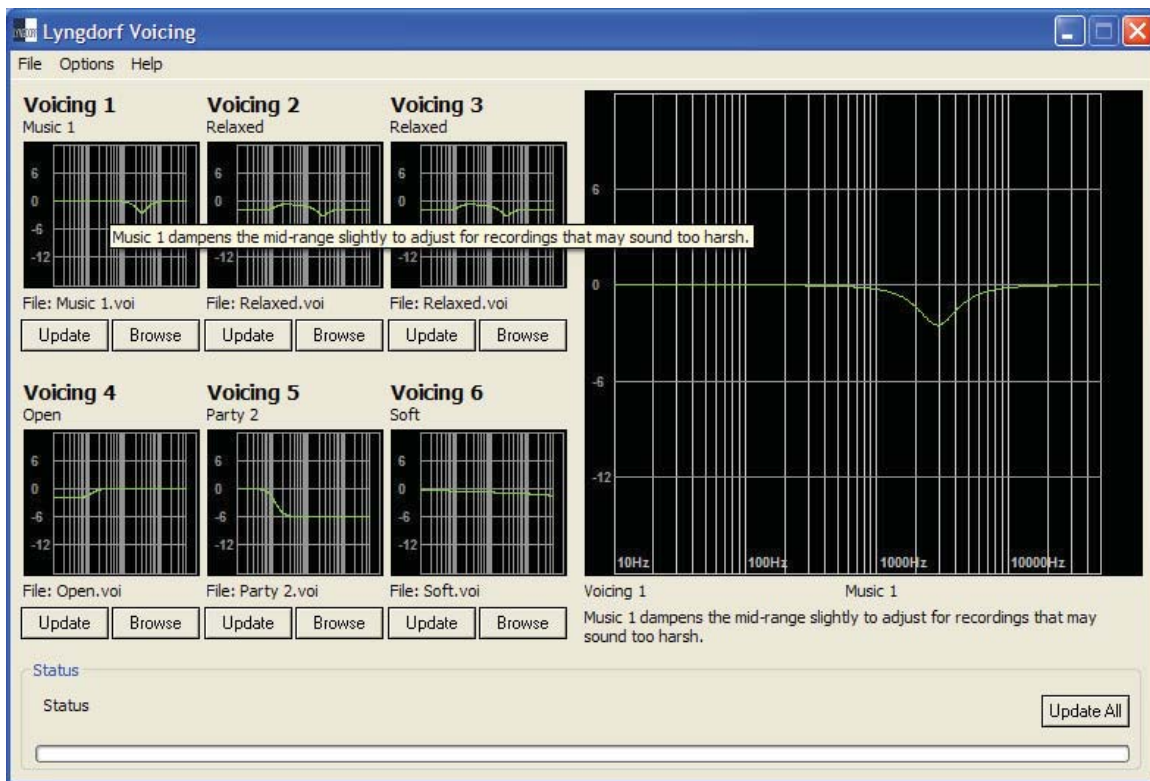 Lyngdorf Voicing
File Options Help
Voicing 1
Music 1
6
0
-6
-12
File: Music 1.voi
Update Browse
Voicing 2
Relaxed
6
0
File: Relaxed.voi
Update Browse
Voicing 3
Relaxed
6
0
File: Relaxed.voi
Update Browse
Music 1 dampens the mid-range slightly to adjust for recordings that may sound too harsh.
-12
-12
Voicing 4
Open
6
0
-6
-12
File: Open.voi
Update Browse
Voicing 5
Party 2
6
0
-6
-12
File: Party 2.voi
Update Browse
Voicing 6
Soft
6
0
-6
-12
File: Soft.voi
Update Browse
6
0
-6
-12
10Hz 100Hz 1000Hz 10000Hz
Voicing 1 Music 1
Music 1 dampens the mid-range slightly to adjust for recordings that may
sound too harsh.
Status
Status
Update All